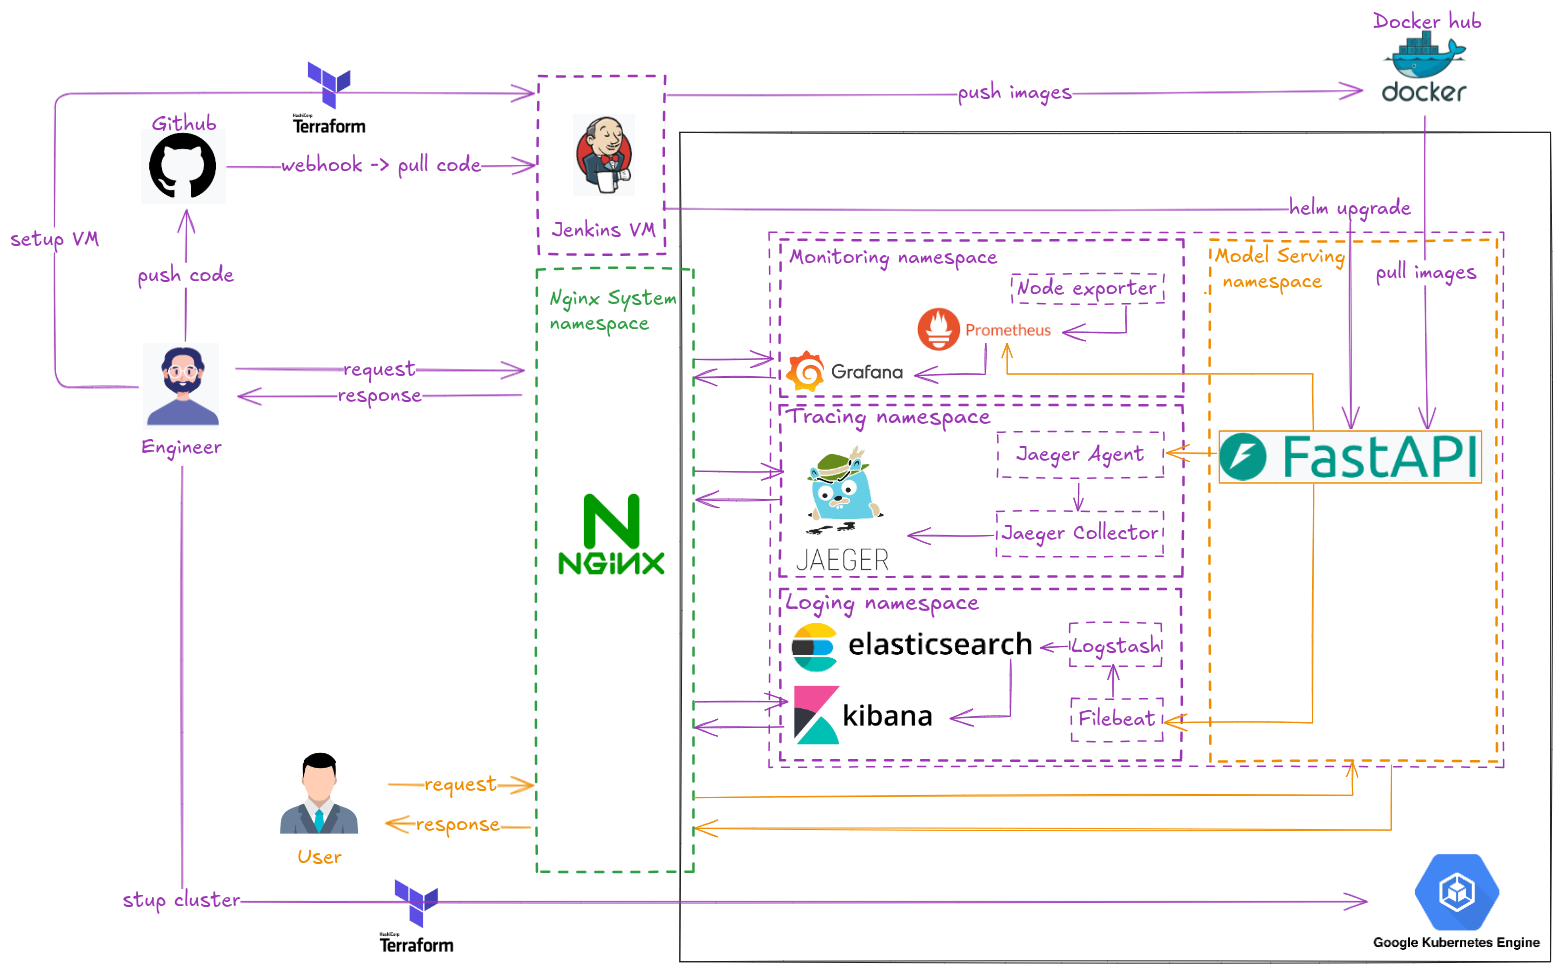 Docker hub
docker
HashiCorp
Terraform
push images
Github
webhook -> pull code
Jenkins VM
helm upgrade
setup VM
push code
Monitoring namespace
Node exporter
Prometheus
Grafana
Model Serving
namespace
pull images
Nginx System
namespace
request
response
Engineer
Tracing namespace
Jaeger Agent
Jaeger Collector
JAEGER
FastAPI
NGiNX
Loging namespace
elasticsearch
Logstash
kibana
Filebeat
request
response
User
stup cluster
HashiCorp
Terraform
Google Kubernetes Engine